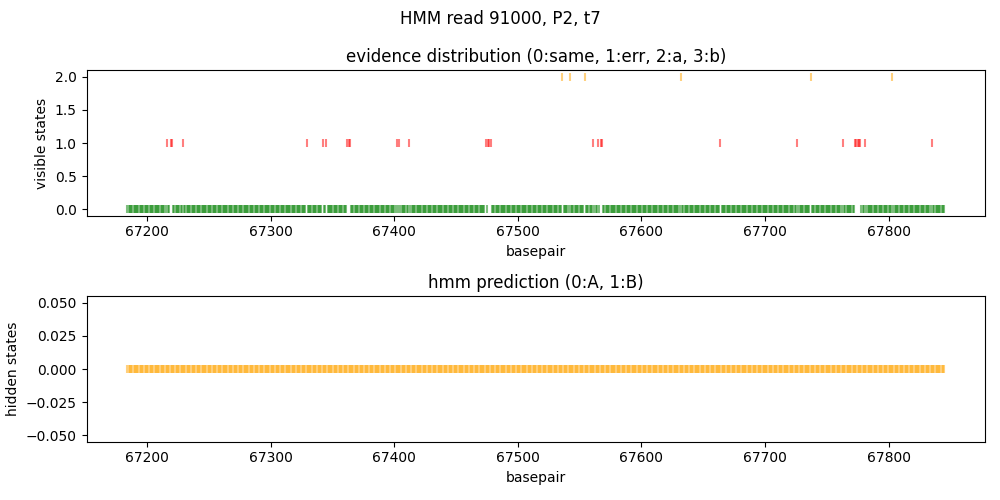 HMM read 91000, P2, t7
evidence distribution (0:same, 1:err, 2:a, 3:b)
visible states
2.0
1.5
1.0
0.5
0.0
67200 67300 67400 67500 67600 67700 67800
basepair
hmm prediction (0:A, 1:B)
hidden states
0.050
0.025
0.000
−0.025
−0.050
67200 67300 67400 67500 67600 67700 67800
basepair